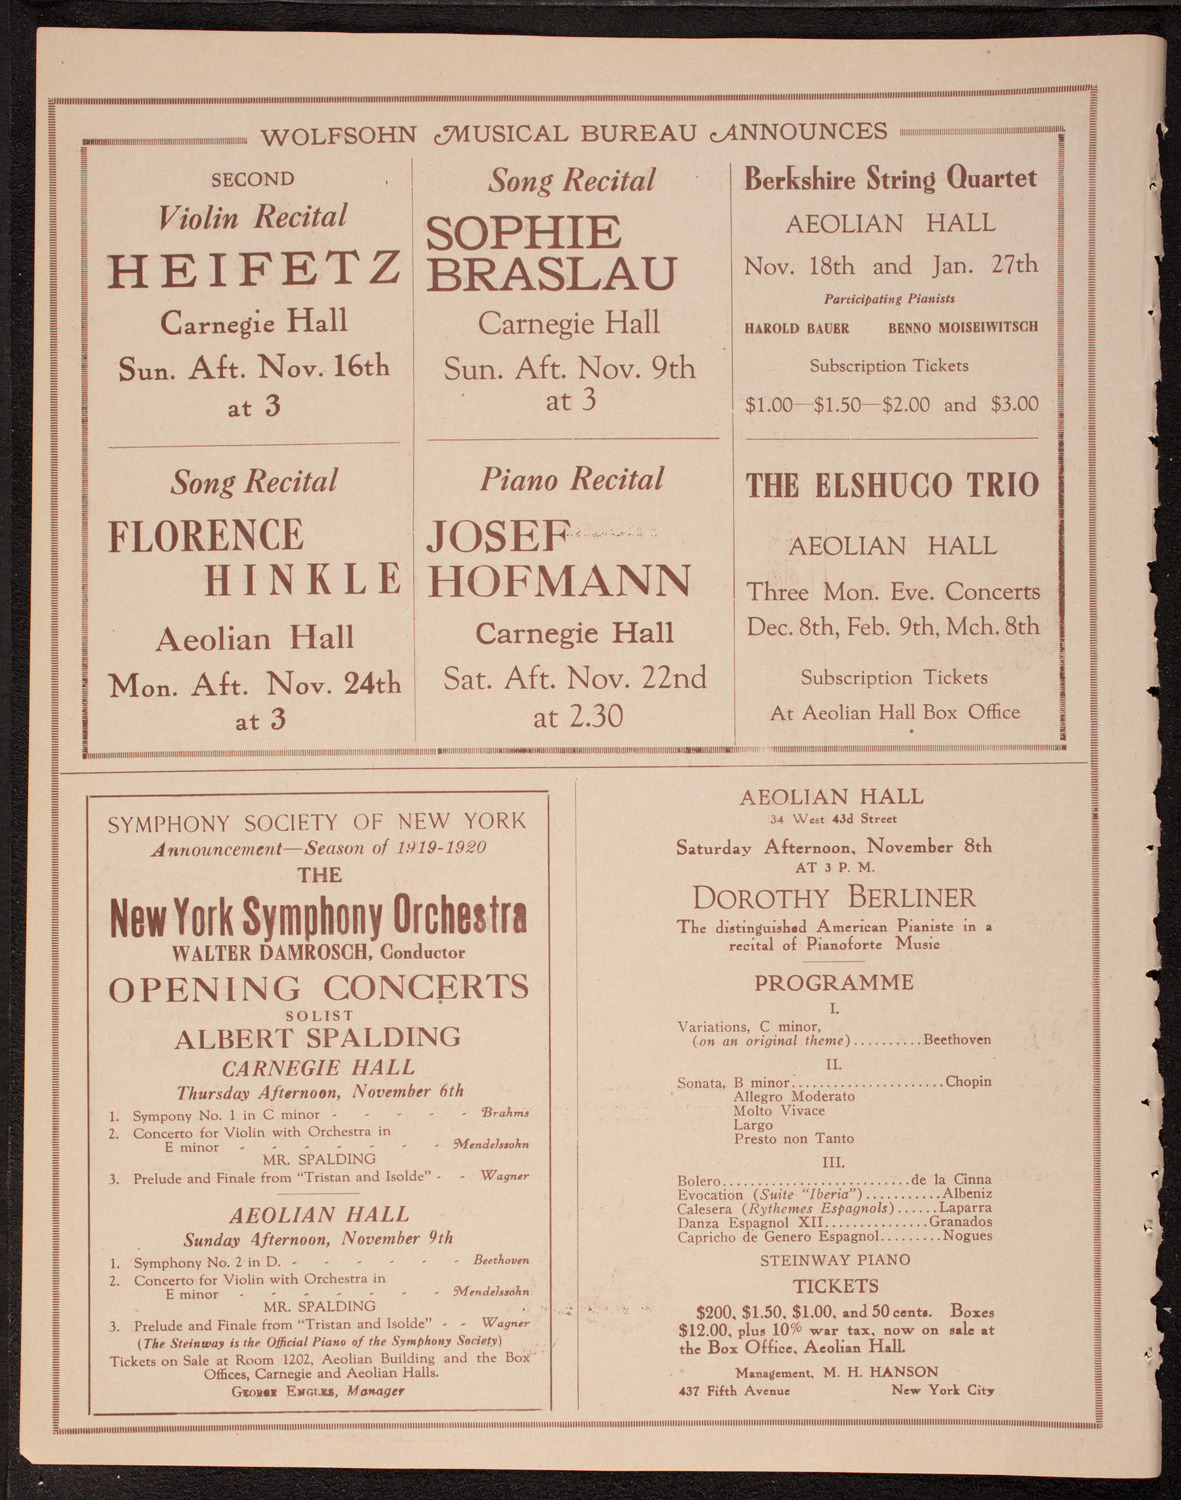 WOLFSOHN MUSICAL BUREAU ANNOUNCES
SECOND
Violin Recital
HEIFETZ
Carnegie Hall
Sun. Aft. Nov. 16th
at 3
Song Recital
SOPHIE
BRASLAU
Carnegie Hall
Sun. Aft. Nov. 9th
at 3
Berkshire String Quartet
AEOLIAN HALL
Nov. 18th and Jan. 27th
Participating Pianists
HAROLD BAUER BENNO MOISEIWITSCH
Subscription Tickets
$1.00—$1.50—$2.00 and $3.00
Song Recital
FLORENCE
HINKLE
Aeolian Hall
Mon. Aft. Nov. 24th
at 3
Piano Recital
JOSEF
HOFMANN
Carnegie Hall
Sat. Aft. Nov. 22nd
at 2.30
THE ELSHUCO TRIO
AEOLIAN HALL
Three Mon. Eve. Concerts
Dec. 8th, Feb. 9th, Mch. 8th
Subscription Tickets
At Aeolian Hall Box Office
SYMPHONY SOCIETY OF NEW YORK
Announcement—Season of 1919-1920
THE
New York Symphony Orchestra
WALTER DAMROSCH, Conductor
OPENING CONCERTS
SOLIST
ALBERT SPALDING
CARNEGIE HALL
Thursday Afternoon, November 6th
1. Sympony No. 1 in C minor - - - - - Brahms
2. Concerto for Violin with Orchestra in
E minor - - - - - - - Mendelssohn
MR. SPALDING
3. Prelude and Finale from "Tristan and Isolde" - - Wagner
AEOLIAN HALL
Sunday Afternoon, November 9th
1. Symphony No. 2 in D. - - - - - - Beethoven
2. Concerto for Violin with Orchestra in
E minor - - - - - - - Mendelssohn
MR. SPALDING
3. Prelude and Finale from "Tristan and Isolde" - - Wagner
(The Steinway is the Official Piano of the Symphony Society)
Tickets on Sale at Room 1202, Aeolian Building and the Box
Offices, Carnegie and Aeolian Halls.
GEORGE ENGLES, Manager
AEOLIAN HALL
34 West 43d Street
Saturday Afternoon, November 8th
AT 3 P. M.
DOROTHY BERLINER
The distinguished American Pianiste in a
recital of Pianoforte Music
PROGRAMME
I.
Variations, C minor,
(on an original theme)..........Beethoven
II.
Sonata, B minor......................Chopin
Allegro Moderato
Molto Vivace
Largo
Presto non Tanto
III.
Bolero...........................de la Cinna
Evocation (Suite "Iberia")...........Albeniz
Calesera (Rythemes Espagnols)......Laparra
Danza Espagnol XII...............Granados
Capricho de Genero Espagnol.........Nogues
STEINWAY PIANO
TICKETS
$200, $1.50, $1.00, and 50 cents. Boxes
$12.00, plus 10% war tax, now on sale at
the Box Office, Aeolian Hall.
Management, M. H. HANSON
437 Fifth Avenue New York City